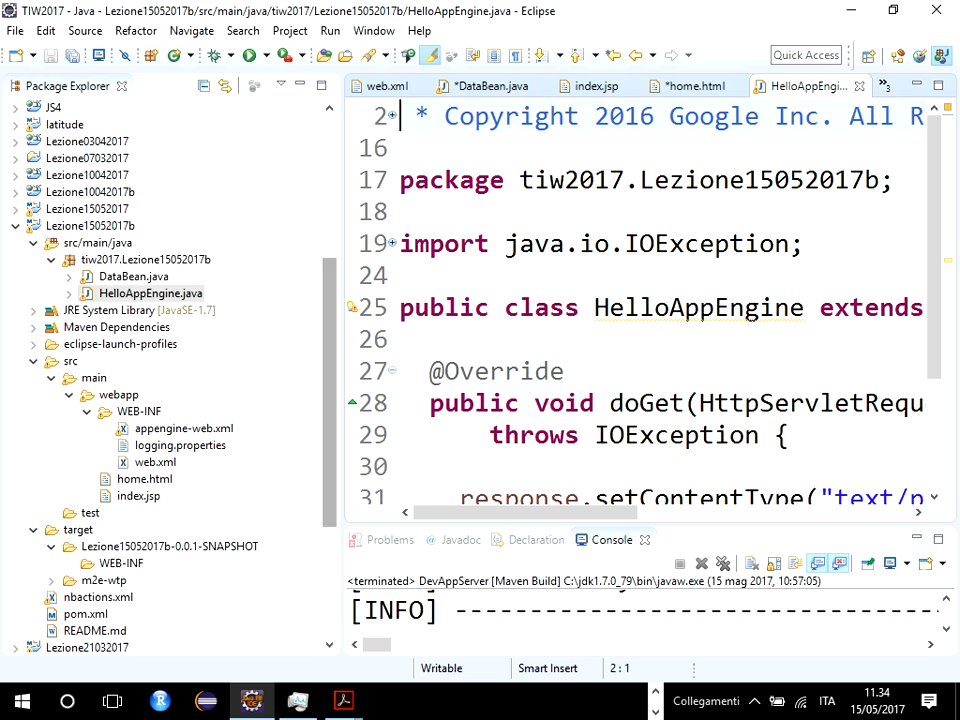 TIW2017 - Java - Lezione15052017b/src/main/java/tiw2017/Lezione15052017b/HelloAppEngine.java - Eclipse
File Edit Source Refactor Navigate Search Project Run Window Help
Quick Access
Package Explorer
web.xml *DataBean.java index.jsp *home.html HelloAppEngi... »3
JS4
latitude
Lezione03042017
Lezione07032017
Lezione10042017
Lezione10042017b
Lezione15052017
Lezione15052017b
src/main/java
tiw2017.Lezione15052017b
DataBean.java
HelloAppEngine.java
JRE System Library [JavaSE-1.7]
Maven Dependencies
eclipse-launch-profiles
src
main
webapp
WEB-INF
appengine-web.xml
logging.properties
web.xml
home.html
index.jsp
test
target
Lezione15052017b-0.0.1-SNAPSHOT
WEB-INF
m2e-wtp
nbactions.xml
pom.xml
README.md
Lezione21032017
2 * Copyright 2016 Google Inc. All R
16
17 package tiw2017.Lezione15052017b;
18
19 import java.io.IOException;
24
25 public class HelloAppEngine extends
26
27 @Override
28 public void doGet(HttpServletRequ
29 throws IOException {
30
31 response.setContentType("text/p
Problems Javadoc Declaration Console
<terminated> DevAppServer [Maven Build] C:\jdk1.7.0_79\bin\javaw.exe (15 mag 2017, 10:57:05)
[INFO] --------------------------------
Writable Smart Insert 2 : 1
Collegamenti ITA 11.34
15/05/2017